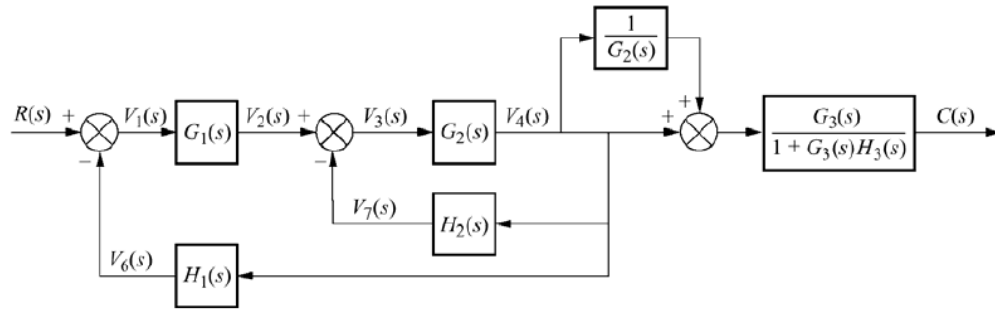 1
G2(s)
R(s) + V1(s) G1(s) V2(s) + V3(s) G2(s) V4(s) + +
G3(s)
1 + G3(s)H3(s)
C(s)
−
−
V7(s) H2(s)
V6(s) H1(s)